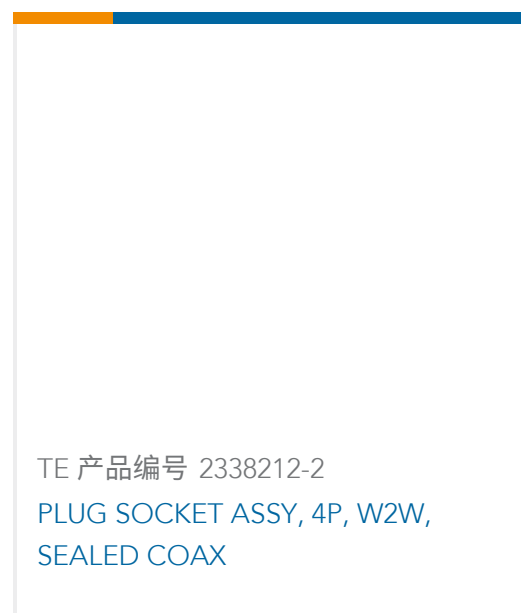 TE 产品编号 2338212-2
PLUG SOCKET ASSY, 4P, W2W,
SEALED COAX